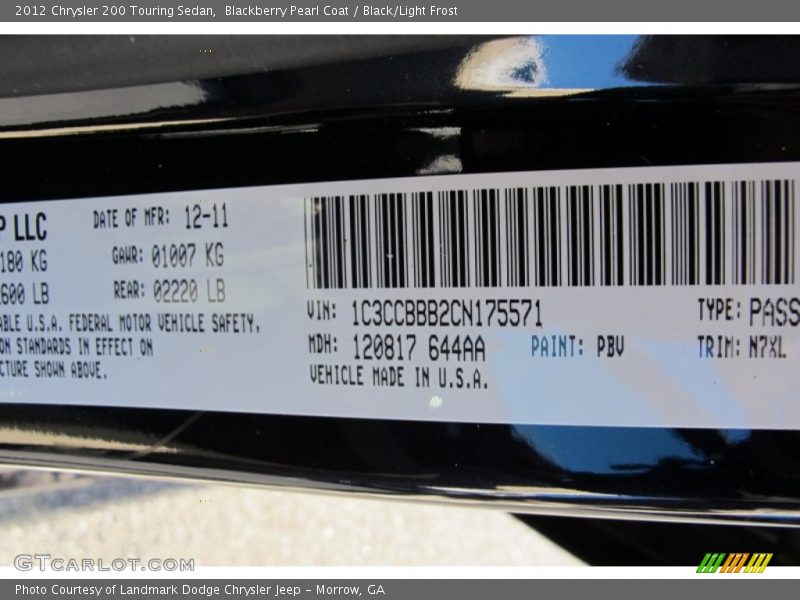 2012 Chrysler 200 Touring Sedan, Blackberry Pearl Coat / Black/Light Frost
P LLC
DATE OF MFR: 12-11
180 KG
GAWR: 01007 KG
600 LB
REAR: 02220 LB
ABLE U.S.A. FEDERAL MOTOR VEHICLE SAFETY,
ON STANDARDS IN EFFECT ON
CTURE SHOWN ABOVE.
VIN: 1C3CCBBB2CN175571
TYPE: PASS
MDH: 120817 644AA
PAINT: PBV
TRIM: N7XL
VEHICLE MADE IN U.S.A.
GTCARLOT.COM
Photo Courtesy of Landmark Dodge Chrysler Jeep - Morrow, GA